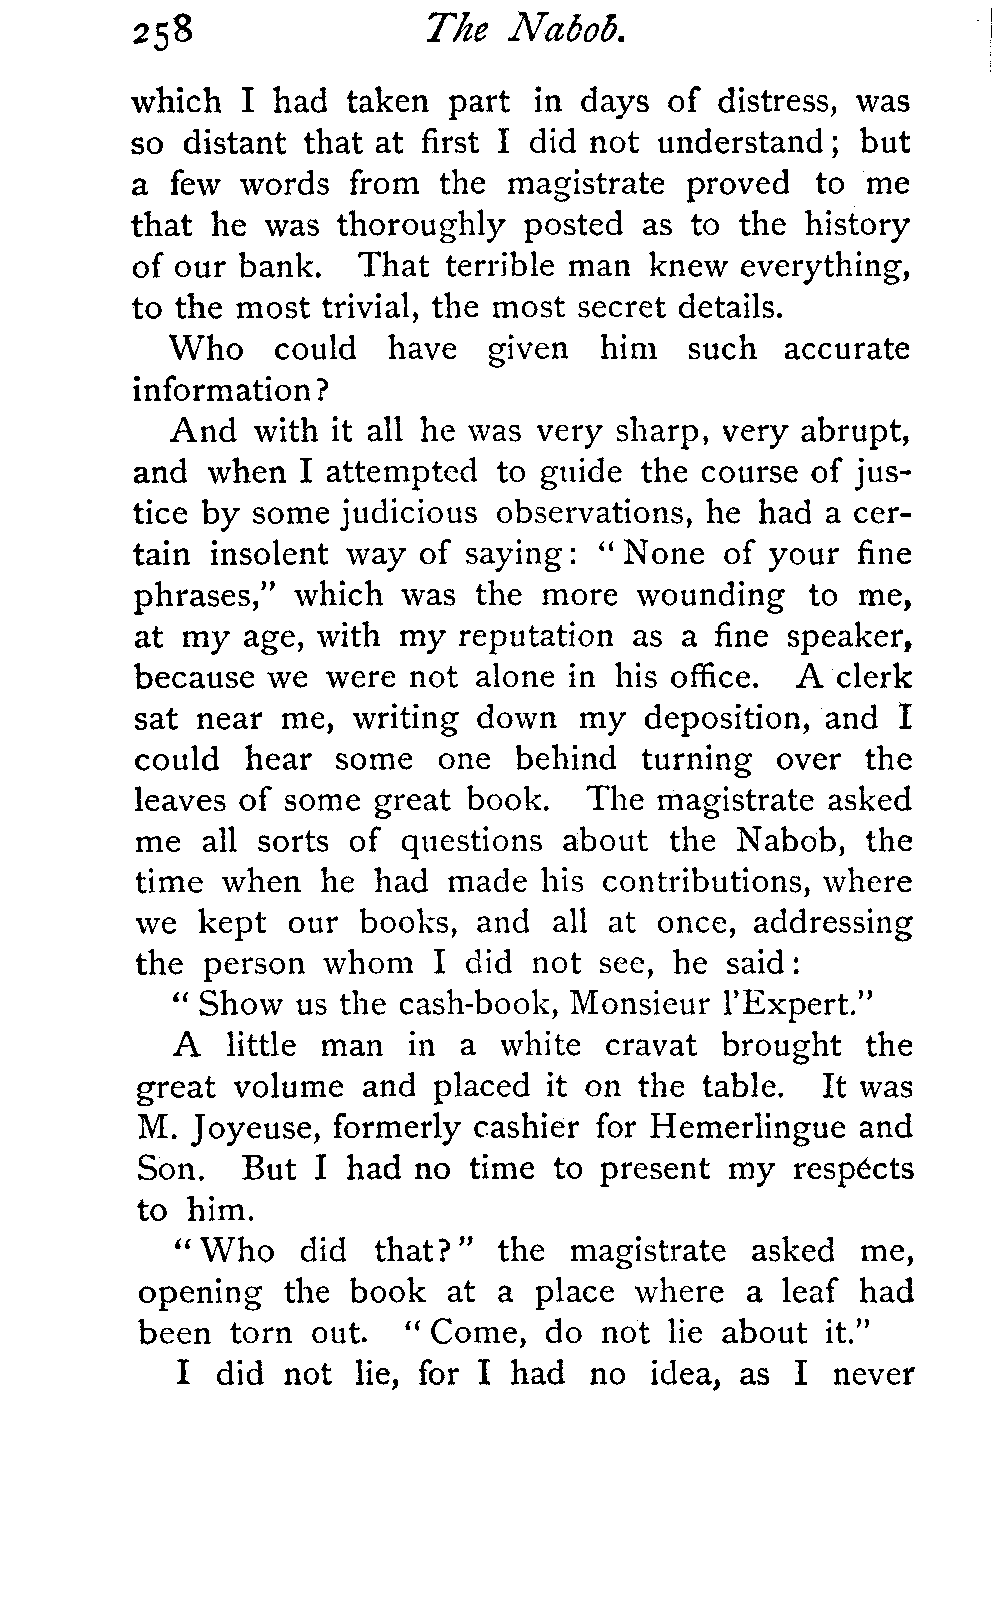 258 The Nabob.
which I had taken part in days of distress, was
so distant that at first I did not understand; but
a few words from the magistrate proved to me
that he was thoroughly posted as to the history
of our bank. That terrible man knew everything,
to the most trivial, the most secret details.
Who could have given him such accurate
information?
And with it all he was very sharp, very abrupt,
and when I attempted to guide the course of jus-
tice by some judicious observations, he had a cer-
tain insolent way of saying: “None of your fine
phrases,” which was the more wounding to me,
at my age, with my reputation as a fine speaker,
because we were not alone in his office. A clerk
sat near me, writing down my deposition, and I
could hear some one behind turning over the
leaves of some great book. The magistrate asked
me all sorts of questions about the Nabob, the
time when he had made his contributions, where
we kept our books, and all at once, addressing
the person whom I did not see, he said:
“Show us the cash-book, Monsieur l’Expert.”
A little man in a white cravat brought the
great volume and placed it on the table. It was
M. Joyeuse, formerly cashier for Hemerlingue and
Son. But I had no time to present my respects
to him.
“Who did that?” the magistrate asked me,
opening the book at a place where a leaf had
been torn out. “Come, do not lie about it.”
I did not lie, for I had no idea, as I never